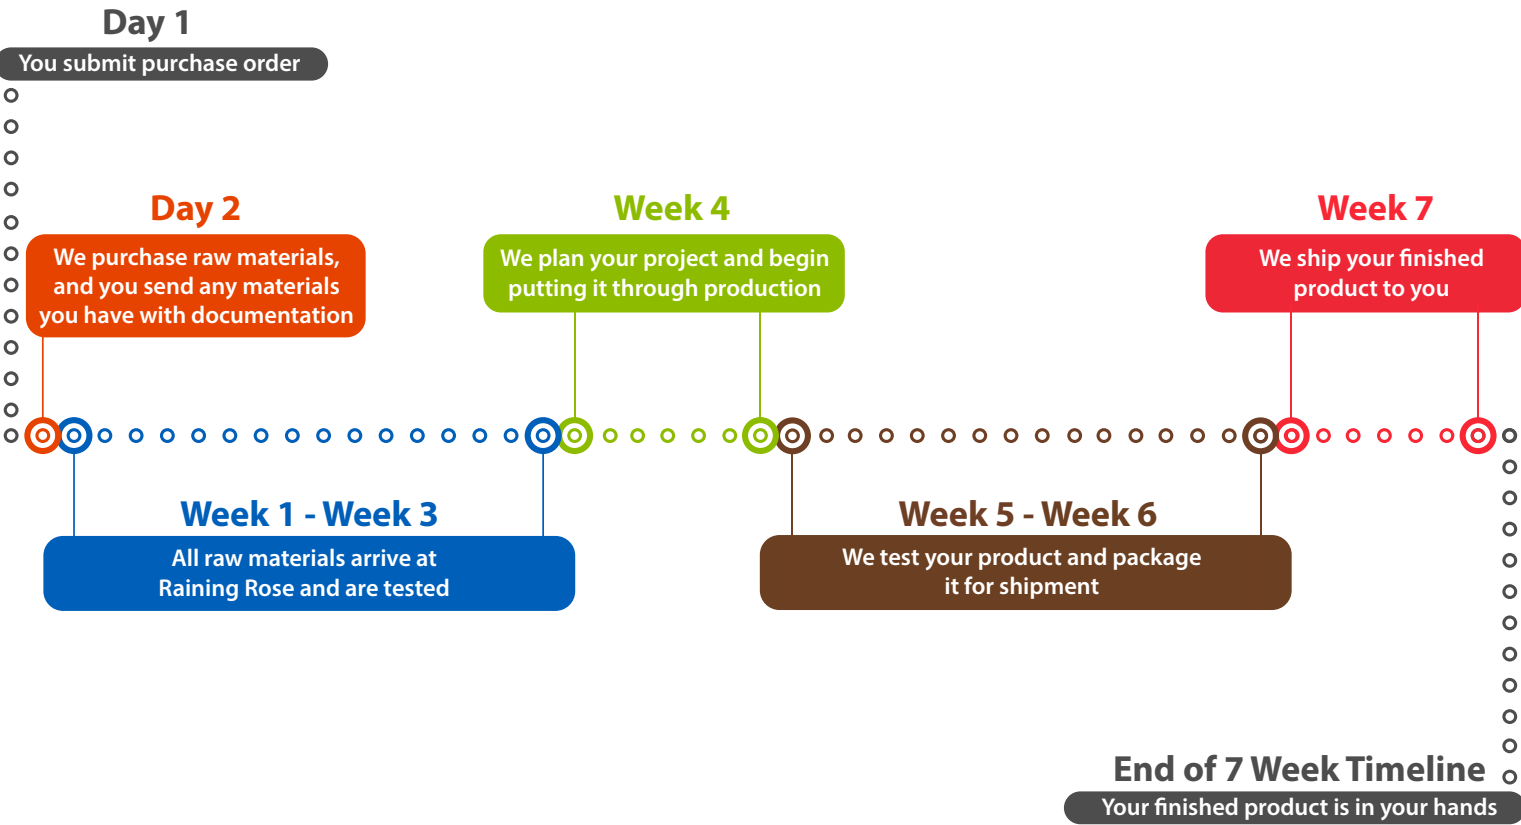 Day 1
You submit purchase order
Day 2
We purchase raw materials,
and you send any materials
you have with documentation
Week 1 - Week 3
All raw materials arrive at
Raining Rose and are tested
Week 4
We plan your project and begin
putting it through production
Week 5 - Week 6
We test your product and package
it for shipment
Week 7
We ship your finished
product to you
End of 7 Week Timeline
Your finished product is in your hands